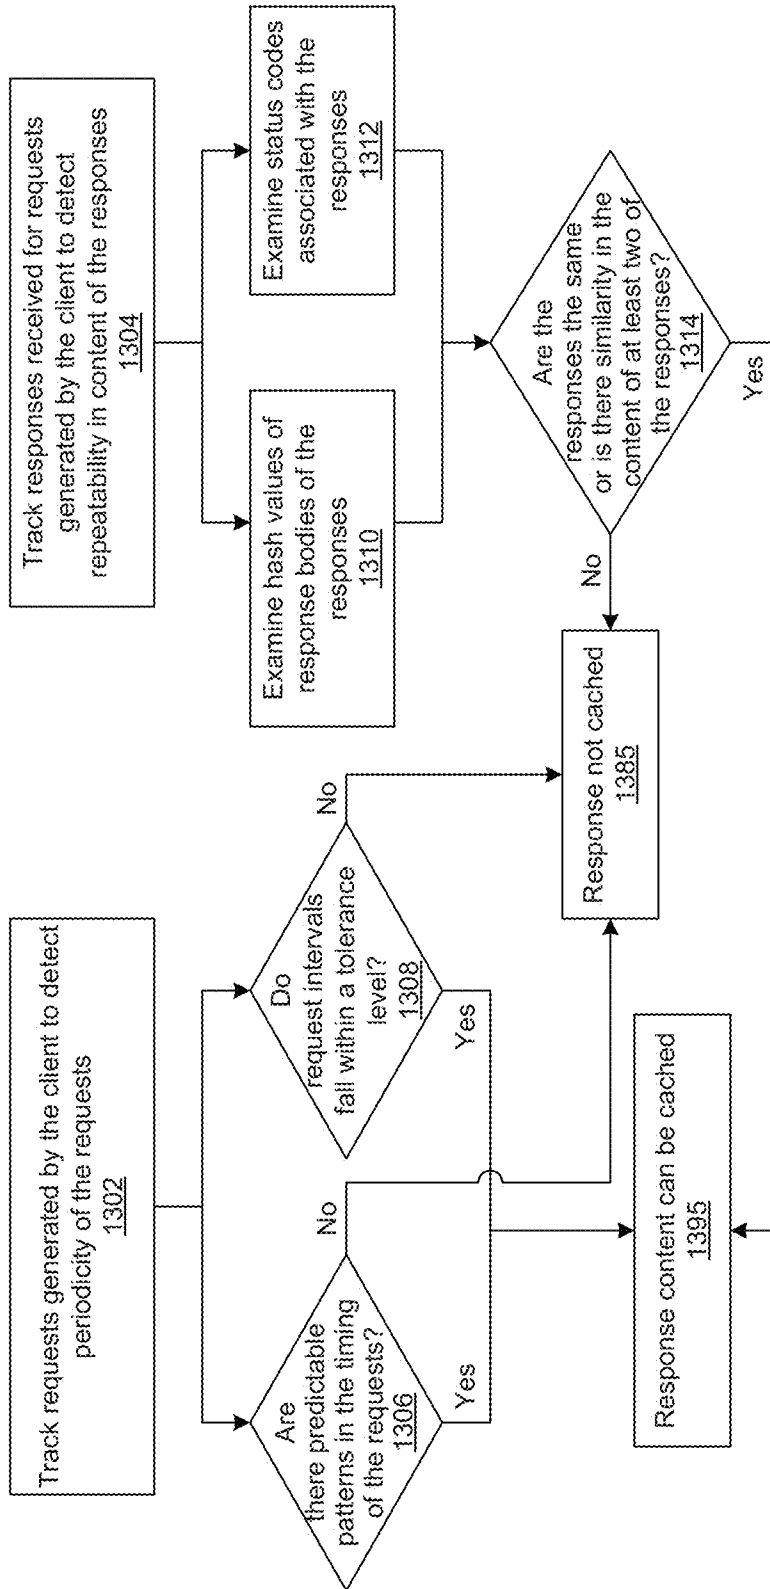 Track requests generated by the client to detect
periodicity of the requests
1302
Are
there predictable
patterns in the timing
of the requests?
1306
No
Yes
Do
request intervals
fall within a tolerance
level?
1308
No
Yes
Track responses received for requests
generated by the client to detect
repeatability in content of the responses
1304
Examine hash values of
response bodies of the
responses
1310
Examine status codes
associated with the
responses
1312
Are the
responses the same
or is there similarity in the
content of at least two of
the responses?
1314
No
Yes
Response not cached
1385
Response content can be cached
1395